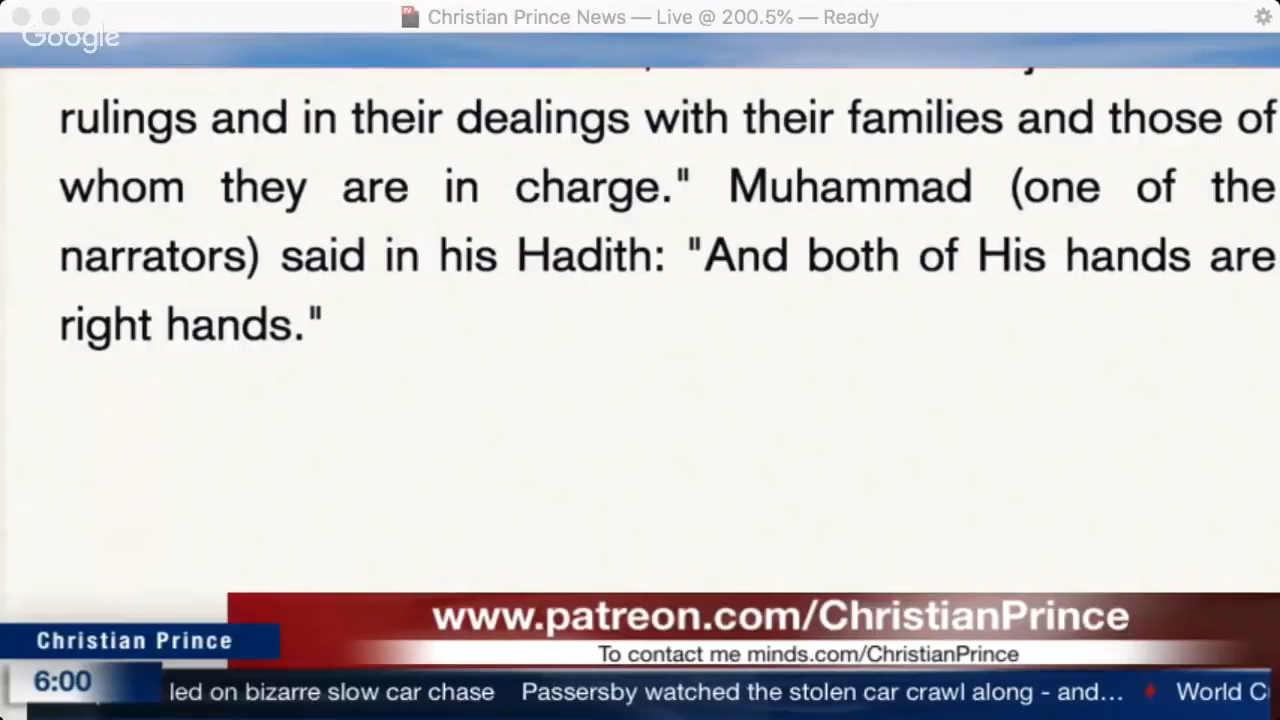 Christian Prince News — Live @ 200.5% — Ready
Google
rulings and in their dealings with their families and those of
whom they are in charge." Muhammad (one of the
narrators) said in his Hadith: "And both of His hands are
right hands."
www.patreon.com/ChristianPrince
Christian Prince
To contact me minds.com/ChristianPrince
6:00
led on bizarre slow car chase Passersby watched the stolen car crawl along - and... World C